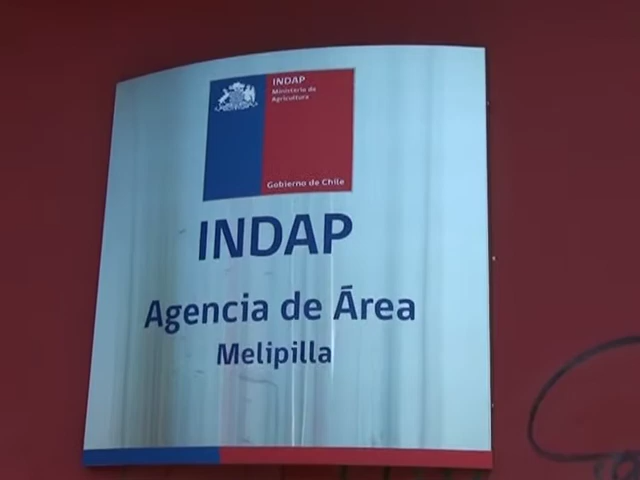 INDAP
Ministerio de
Agricultura
Gobierno de Chile
INDAP
Agencia de Área
Melipilla